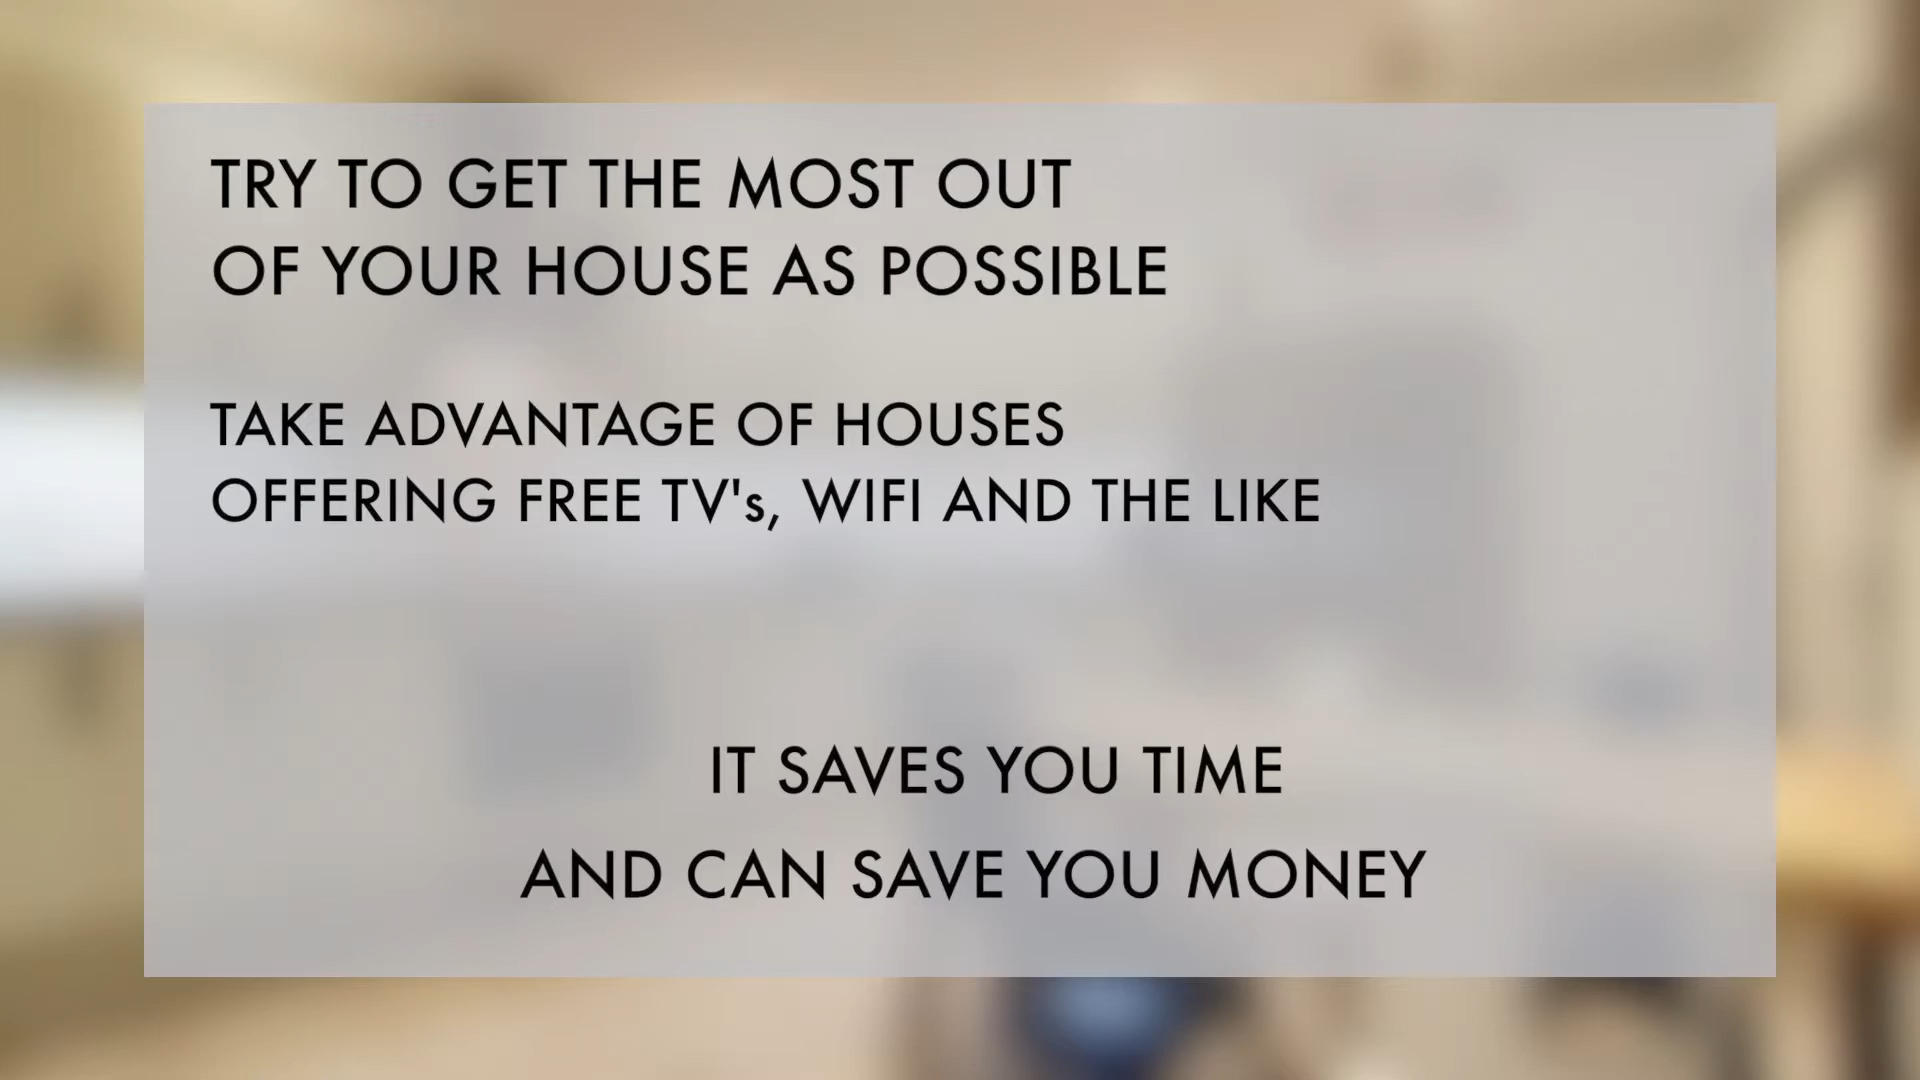 TRY TO GET THE MOST OUT
OF YOUR HOUSE AS POSSIBLE
TAKE ADVANTAGE OF HOUSES
OFFERING FREE TV's, WIFI AND THE LIKE
IT SAVES YOU TIME
AND CAN SAVE YOU MONEY